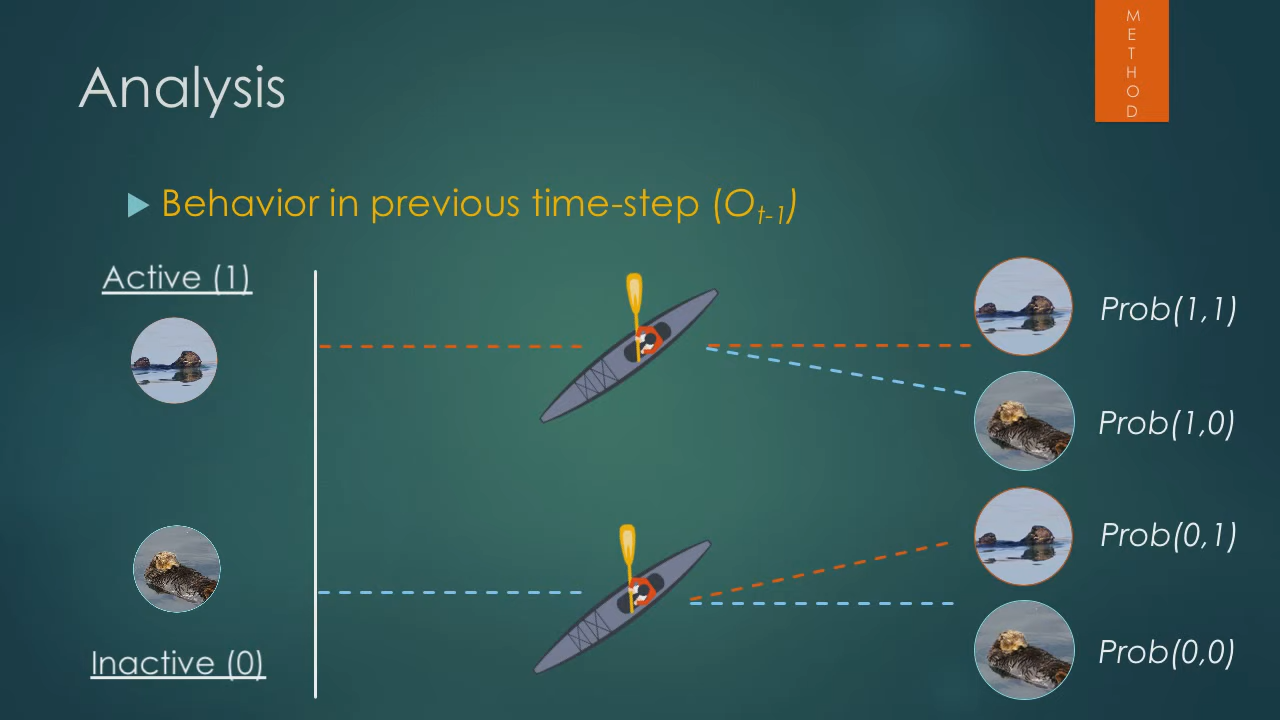 Analysis
METHOD
Behavior in previous time-step (Ot-1)
Active (1)
Prob(1,1)
Prob(1,0)
Prob(0,1)
Inactive (0)
Prob(0,0)